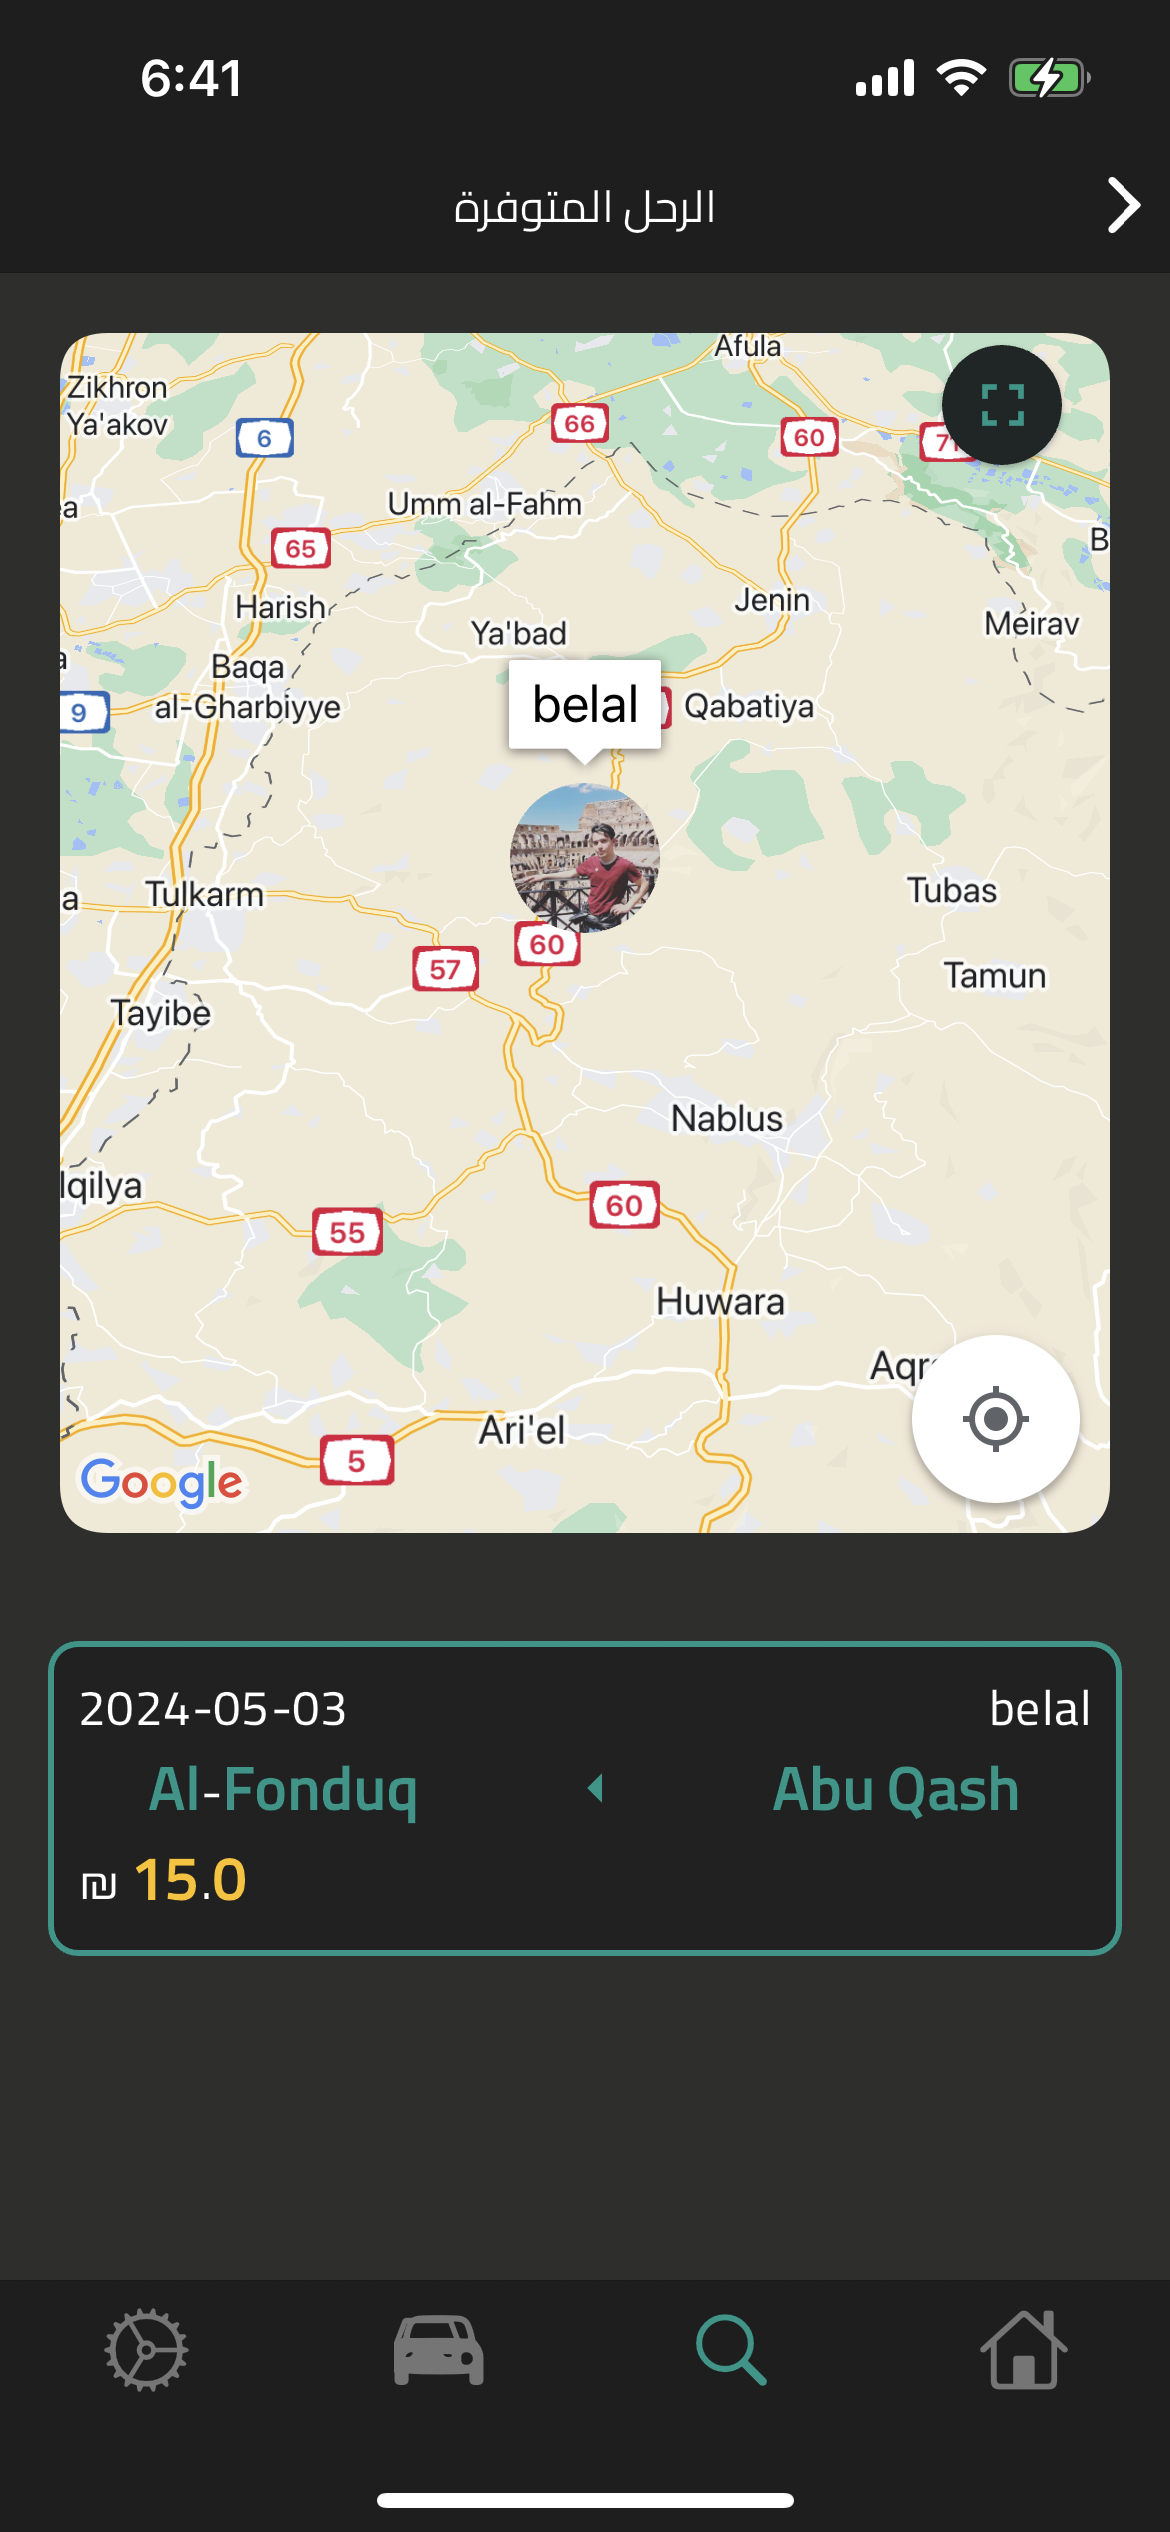 6:41
الرحل المتوفرة
Afula
Zikhron
Ya'akov
6
66
60
71
Umm al-Fahm
65
B
Harish
Jenin
Meirav
Ya'bad
Baqa
al-Gharbiyye
9
belal
Qabatiya
Tulkarm
Tubas
60
57
Tamun
Tayibe
Nablus
lqilya
60
55
Huwara
Aqr
Ari'el
5
Google
belal 2024-05-03
Abu Qash Al-Fonduq
₪ 15.0